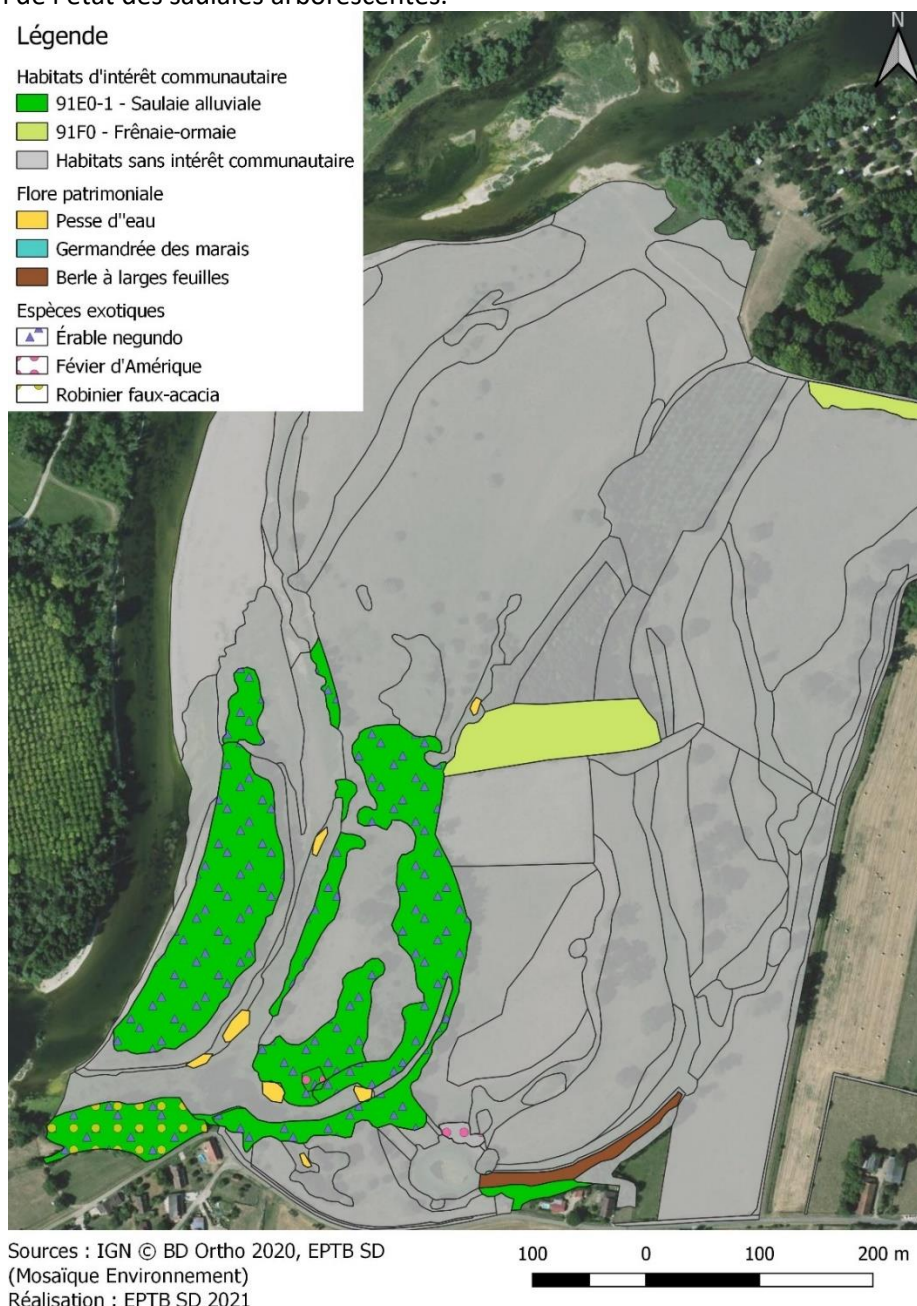 de l'état des saulaies arborescentes.
Légende
N
Habitats d'intérêt communautaire
91E0-1 - Saulaie alluviale
91F0 - Frênaie-ormaie
Habitats sans intérêt communautaire
Flore patrimoniale
Pesse d''eau
Germandrée des marais
Berle à larges feuilles
Espèces exotiques
Érable negundo
Févier d'Amérique
Robinier faux-acacia
Sources : IGN © BD Ortho 2020, EPTB SD
(Mosaïque Environnement)
Réalisation : EPTB SD 2021
100 0 100 200 m